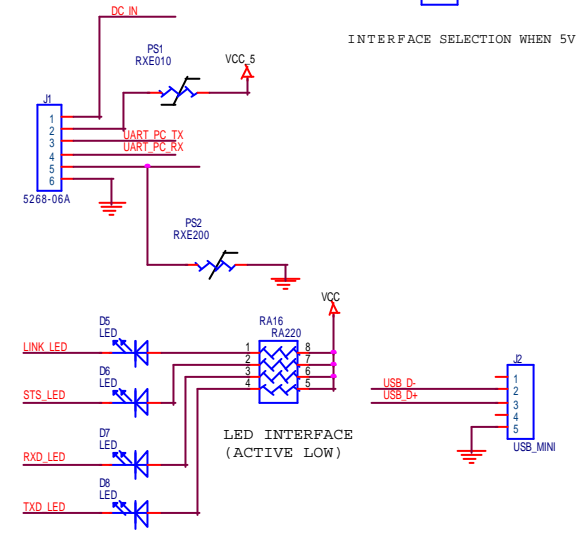 DC_IN
INTERFACE SELECTION WHEN 5V
PS1
RXE010
VCC_5
J1
1
2
3
4
5
6
UART_PC_TX
UART_PC_RX
5268-06A
PS2
RXE200
VCC
D5
LED
LINK_LED
RA16
RA220
1
2
3
4
8
7
6
5
D6
LED
STS_LED
J2
1
2
3
4
5
USB_D-
USB_D+
USB_MINI
LED INTERFACE
(ACTIVE LOW)
D7
LED
RXD_LED
D8
LED
TXD_LED